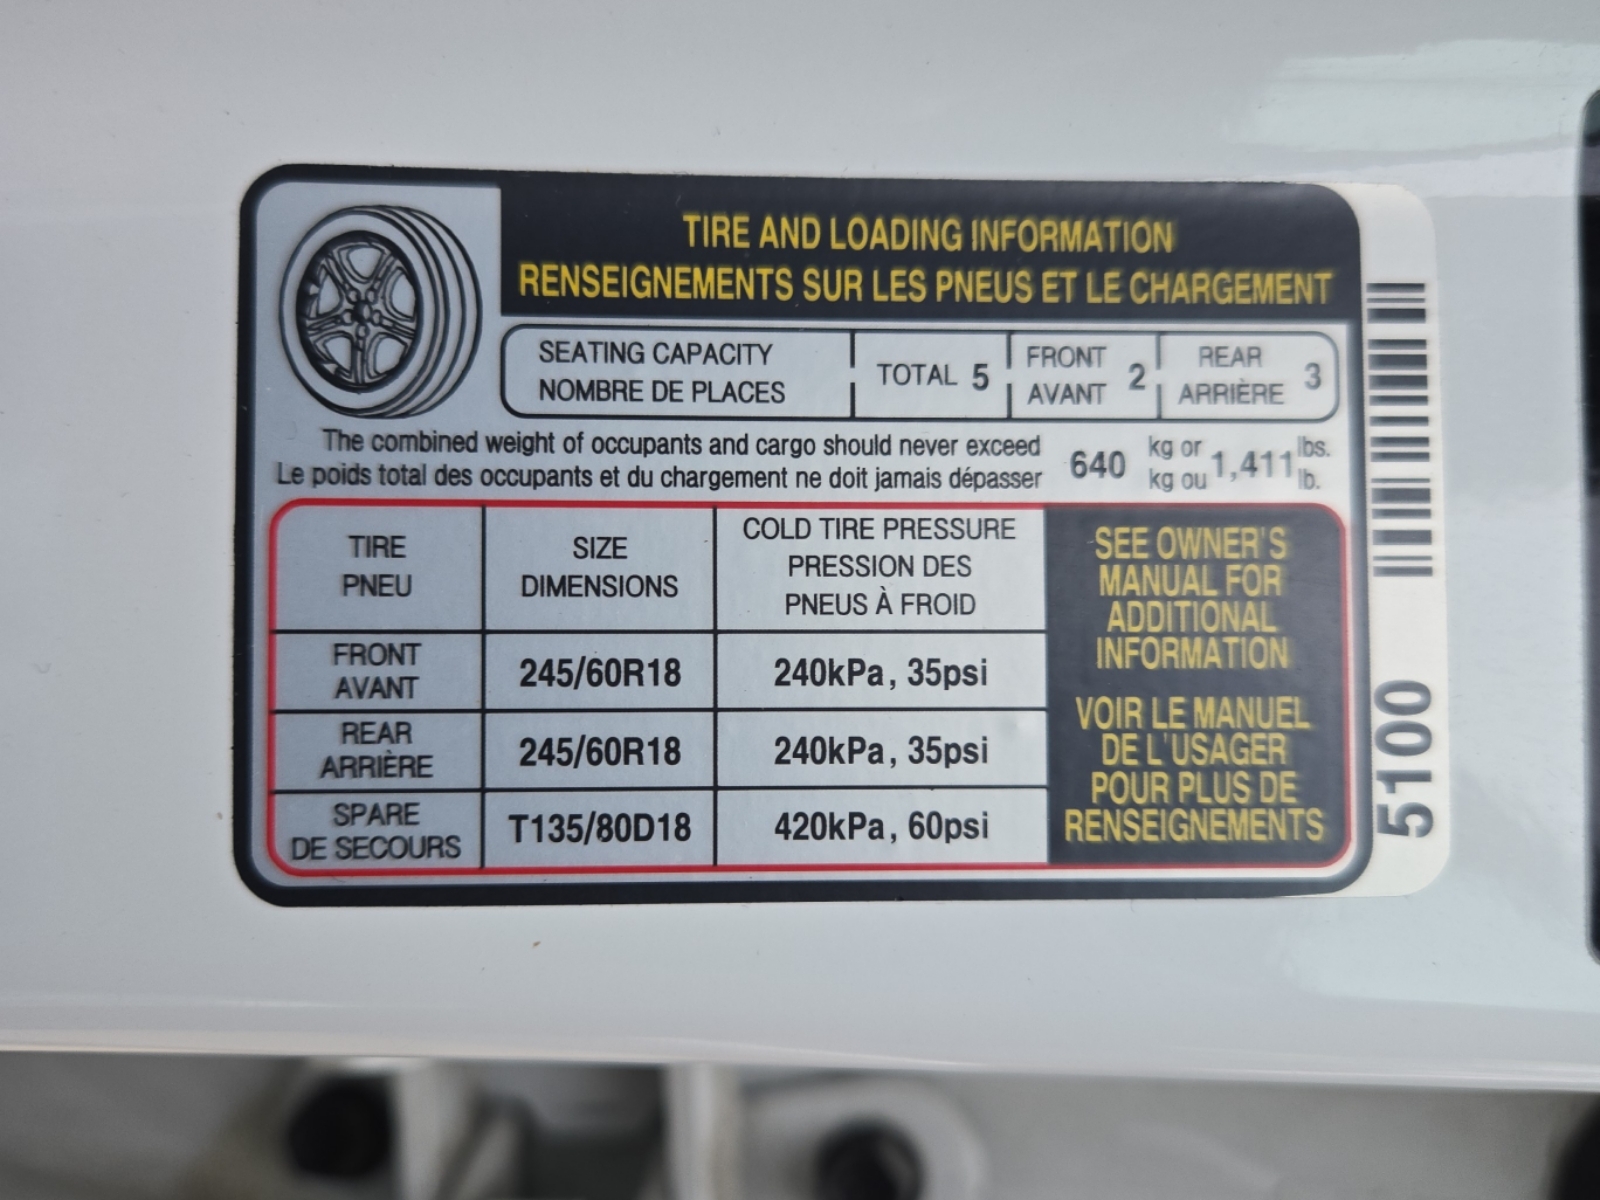 TIRE AND LOADING INFORMATION
RENSEIGNEMENTS SUR LES PNEUS ET LE CHARGEMENT
SEATING CAPACITY
NOMBRE DE PLACES
TOTAL 5
FRONT
AVANT
2
REAR
ARRIÈRE
3
The combined weight of occupants and cargo should never exceed
Le poids total des occupants et du chargement ne doit jamais dépasser
640
kg or
kg ou
1,411
lbs.
lb.
TIRE
PNEU
SIZE
DIMENSIONS
COLD TIRE PRESSURE
PRESSION DES
PNEUS À FROID
FRONT
AVANT
245/60R18
240kPa, 35psi
REAR
ARRIÈRE
245/60R18
240kPa, 35psi
SPARE
DE SECOURS
T135/80D18
420kPa, 60psi
SEE OWNER'S
MANUAL FOR
ADDITIONAL
INFORMATION
VOIR LE MANUEL
DE L'USAGER
POUR PLUS DE
RENSEIGNEMENTS
5100